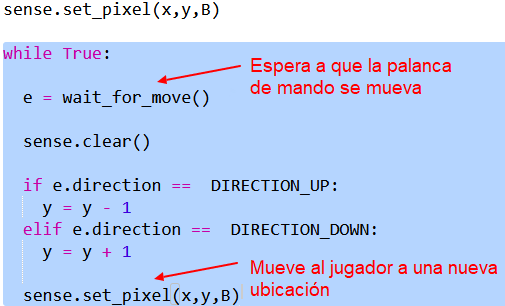 sense.set_pixel(x,y,B)
while True:
Espera a que la palanca
de mando se mueva
e = wait_for_move()
sense.clear()
if e.direction ==  DIRECTION_UP:
y = y - 1
elif e.direction ==  DIRECTION_DOWN:
y = y + 1
Mueve al jugador a una nueva
ubicación
sense.set_pixel(x,y,B)